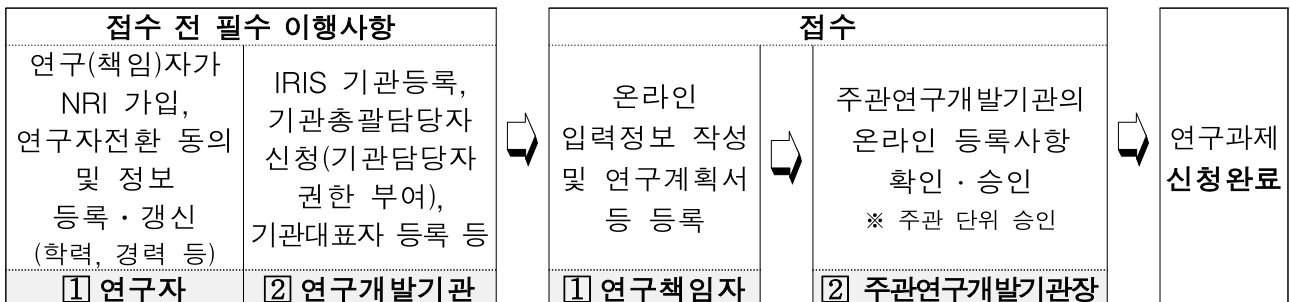 접수 전 필수 이행사항
연구(책임)자가
NRI 가입,
연구자전환 동의
및 정보
등록·갱신
(학력, 경력 등)
1 연구자
IRIS 기관등록,
기관총괄담당자
신청(기관담당자
권한 부여),
기관대표자 등록 등
2 연구개발기관
접수
온라인
입력정보 작성
및 연구계획서
등 등록
1 연구책임자
주관연구개발기관의
온라인 등록사항
확인·승인
※ 주관 단위 승인
2 주관연구개발기관장
연구과제
신청완료